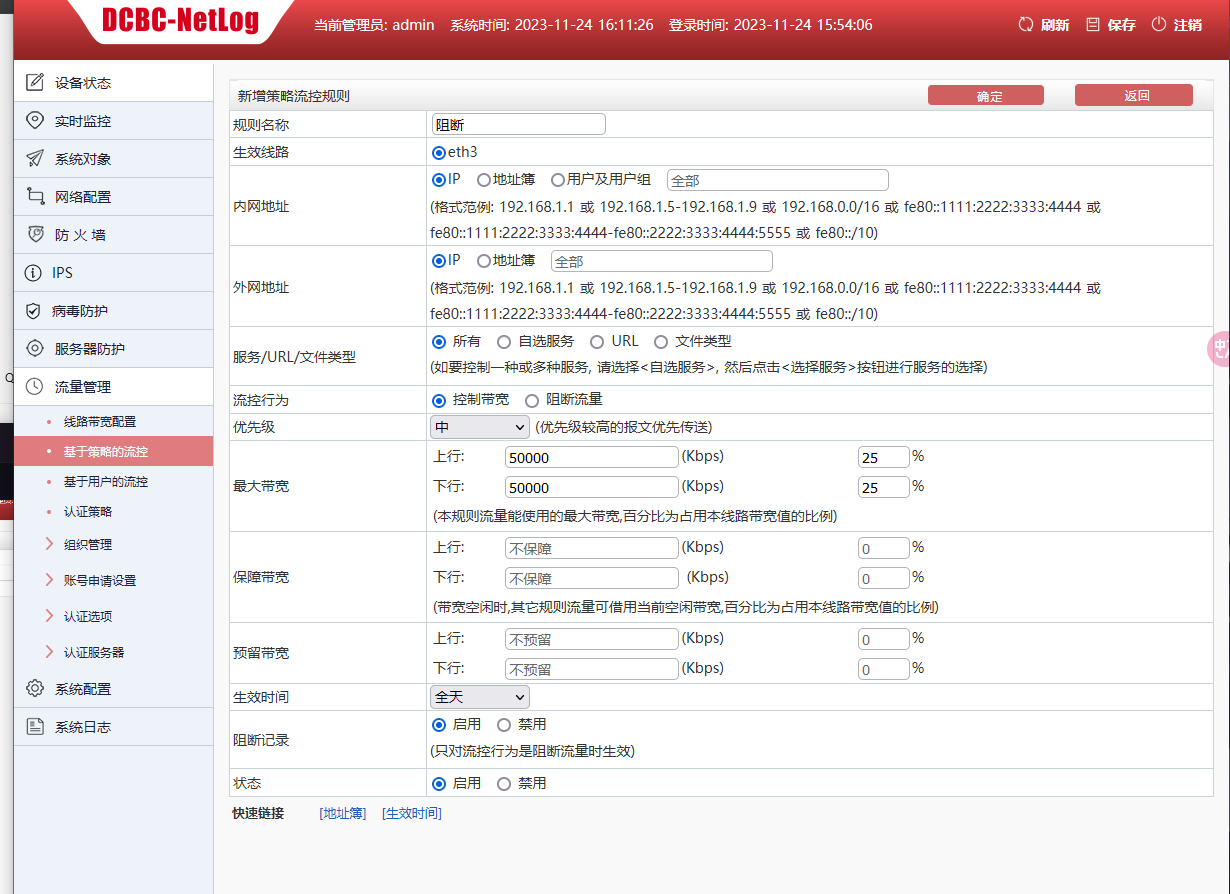 DCBC-NetLog
当前管理员: admin 系统时间: 2023-11-24 16:11:26 登录时间: 2023-11-24 15:54:06
刷新 保存 注销
设备状态
实时监控
系统对象
网络配置
防 火 墙
IPS
病毒防护
服务器防护
流量管理
线路带宽配置
基于策略的流控
基于用户的流控
认证策略
组织管理
账号申请设置
认证选项
认证服务器
系统配置
系统日志
新增策略流控规则 确定 返回
规则名称 阻断
生效线路 eth3
内网地址 IP 地址簿 用户及用户组 全部
(格式范例: 192.168.1.1 或 192.168.1.5-192.168.1.9 或 192.168.0.0/16 或 fe80::1111:2222:3333:4444 或
fe80::1111:2222:3333:4444-fe80::2222:3333:4444:5555 或 fe80::/10)
外网地址 IP 地址簿 全部
(格式范例: 192.168.1.1 或 192.168.1.5-192.168.1.9 或 192.168.0.0/16 或 fe80::1111:2222:3333:4444 或
fe80::1111:2222:3333:4444-fe80::2222:3333:4444:5555 或 fe80::/10)
服务/URL/文件类型 所有 自选服务 URL 文件类型
(如要控制一种或多种服务, 请选择<自选服务>, 然后点击<选择服务>按钮进行服务的选择)
流控行为 控制带宽 阻断流量
优先级 中 (优先级较高的报文优先传送)
最大带宽
上行: 50000 (Kbps) 25 %
下行: 50000 (Kbps) 25 %
(本规则流量能使用的最大带宽,百分比为占用本线路带宽值的比例)
保障带宽
上行: 不保障 (Kbps) 0 %
下行: 不保障 (Kbps) 0 %
(带宽空闲时,其它规则流量可借用当前空闲带宽,百分比为占用本线路带宽值的比例)
预留带宽
上行: 不预留 (Kbps) 0 %
下行: 不预留 (Kbps) 0 %
生效时间 全天
阻断记录 启用 禁用
(只对流控行为是阻断流量时生效)
状态 启用 禁用
快速链接 [地址簿] [生效时间]